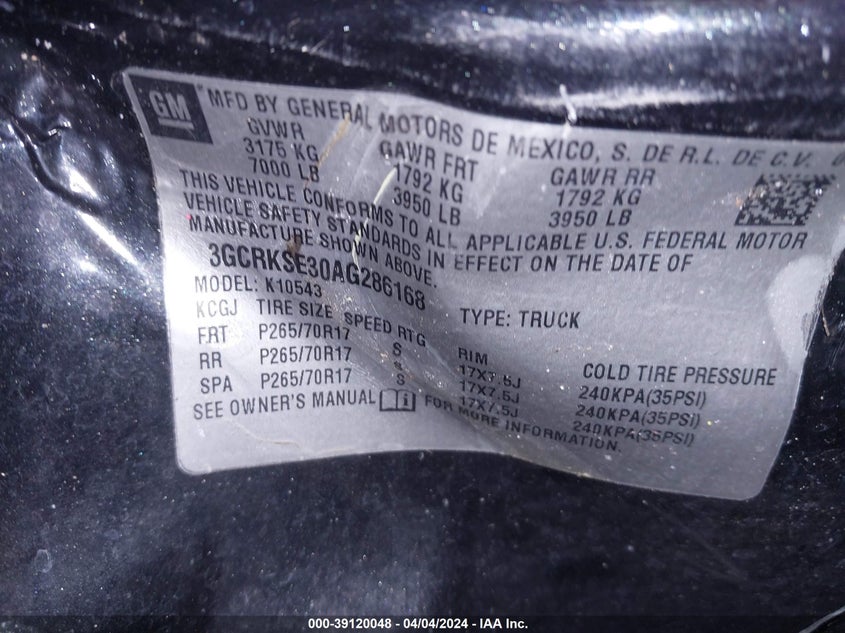 GM
MFD BY GENERAL MOTORS DE MEXICO, S. DE R.L. DE C.V.
GVWR GAWR FRT GAWR RR
3175 KG 1792 KG 1792 KG
7000 LB 3950 LB 3950 LB
THIS VEHICLE CONFORMS TO ALL APPLICABLE U.S. FEDERAL MOTOR
VEHICLE SAFETY STANDARDS IN EFFECT ON THE DATE OF
MANUFACTURE SHOWN ABOVE.
3GCRKSE30AG286168
MODEL: K10543 TYPE: TRUCK
KCGJ TIRE SIZE SPEED RTG RIM COLD TIRE PRESSURE
FRT P265/70R17 S 17X7.5J 240KPA(35PSI)
RR P265/70R17 S 17X7.5J 240KPA(35PSI)
SPA P265/70R17 S 17X7.5J 240KPA(35PSI)
SEE OWNER'S MANUAL FOR MORE INFORMATION.
000-39120048 - 04/04/2024 - IAA Inc.